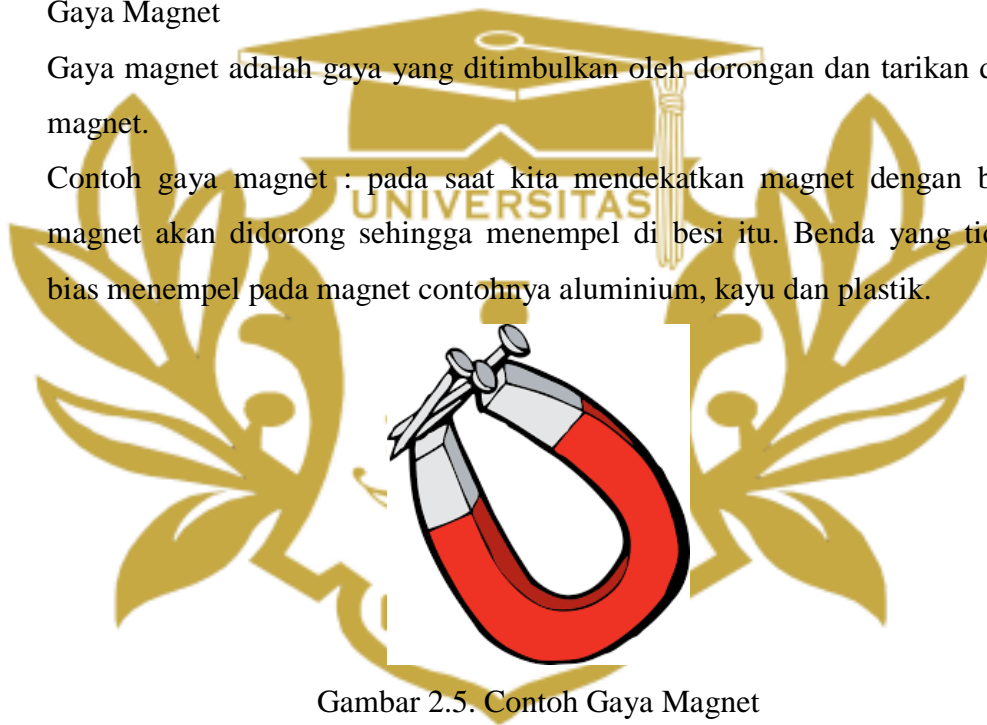 Gaya Magnet
Gaya magnet adalah gaya yang ditimbulkan oleh dorongan dan tarikan
magnet.
Contoh gaya magnet : pada saat kita mendekatkan magnet dengan
UNIVERSITAS
magnet akan didorong sehingga menempel di besi itu. Benda yang
bias menempel pada magnet contohnya aluminium, kayu dan plastik.
Gambar 2.5. Contoh Gaya Magnet